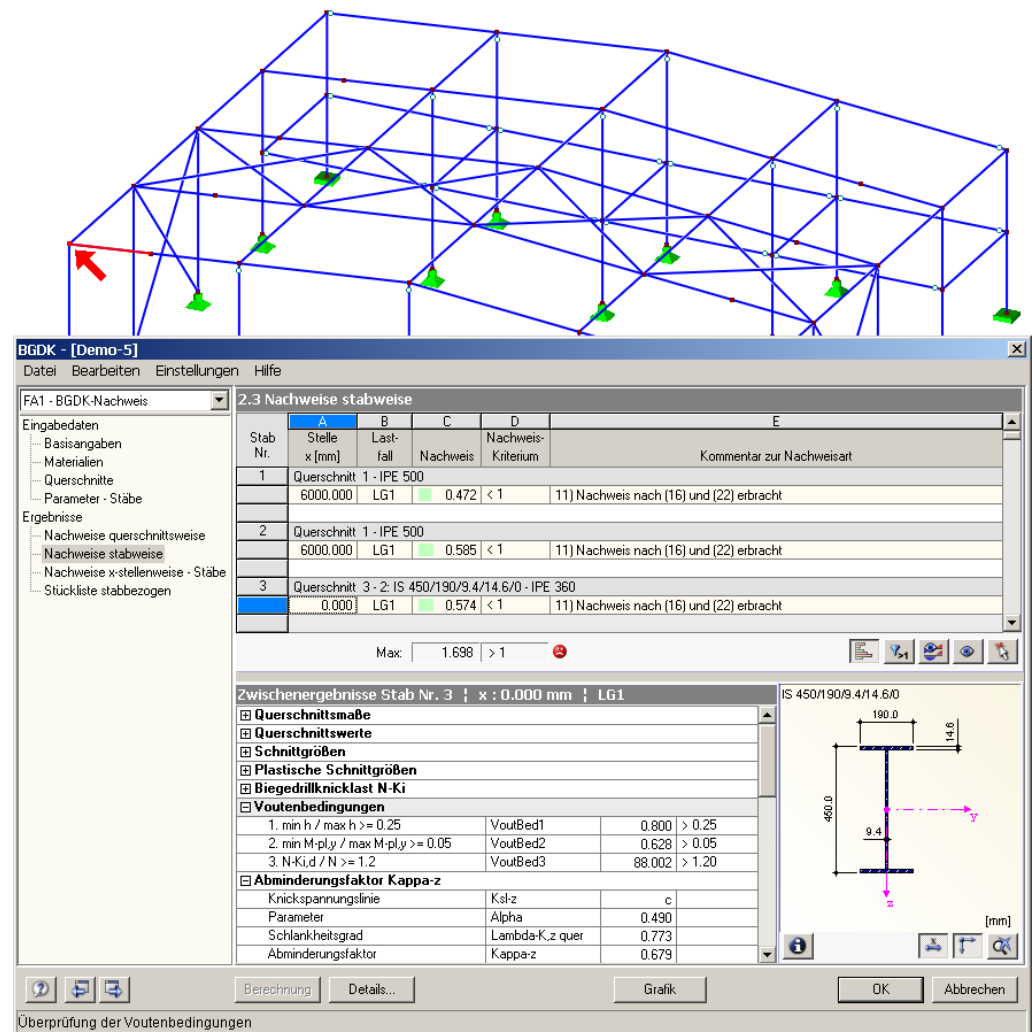 BGDK - [Demo-5]
Datei Bearbeiten Einstellungen Hilfe
FA1 - BGDK-Nachweis
Eingabedaten
Basisangaben
Materialien
Querschnitte
Parameter - Stäbe
Ergebnisse
Nachweise querschnittsweise
Nachweise stabweise
Nachweise x-stellenweise - Stäbe
Stückliste stabbezogen
2.3 Nachweise stabweise
A B C D E
Stab Stelle Last- Nachweis-
Nr. x [mm] fall Nachweis Kriterium Kommentar zur Nachweisart
1 Querschnitt 1 - IPE 500
6000.000 LG1 0.472 < 1 11) Nachweis nach (16) und (22) erbracht
2 Querschnitt 1 - IPE 500
6000.000 LG1 0.585 < 1 11) Nachweis nach (16) und (22) erbracht
3 Querschnitt 3 - 2: IS 450/190/9.4/14.6/0 - IPE 360
0.000 LG1 0.574 < 1 11) Nachweis nach (16) und (22) erbracht
Max: 1.698 > 1
>1
Zwischenergebnisse Stab Nr. 3 ¦ x : 0.000 mm ¦ LG1
Querschnittsmaße
Querschnittswerte
Schnittgrößen
Plastische Schnittgrößen
Biegedrillknicklast N-Ki
Voutenbedingungen
1. min h / max h >= 0.25 VoutBed1 0.800 > 0.25
2. min M-pl,y / max M-pl,y >= 0.05 VoutBed2 0.628 > 0.05
3. N-Ki,d / N >= 1.2 VoutBed3 88.002 > 1.20
Abminderungsfaktor Kappa-z
Knickspannungslinie Ksl-z c
Parameter Alpha 0.490
Schlankheitsgrad Lambda-K,z quer 0.773
Abminderungsfaktor Kappa-z 0.679
IS 450/190/9.4/14.6/0
190.0
14.6
450.0
9.4
y
z
[mm]
x
Berechnung Details... Grafik OK Abbrechen
Überprüfung der Voutenbedingungen